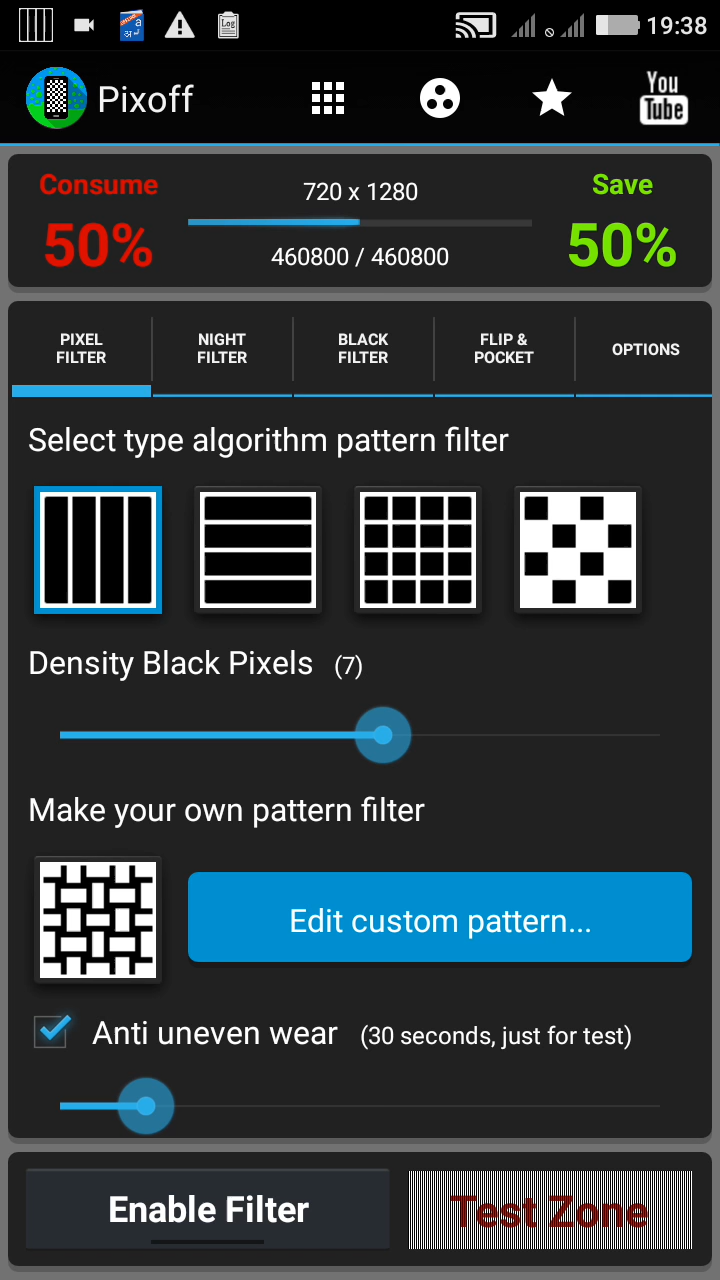 19:38
Pixoff
You
Tube
Consume
720 x 1280
Save
50%
460800 / 460800
50%
PIXEL
FILTER
NIGHT
FILTER
BLACK
FILTER
FLIP &
POCKET
OPTIONS
Select type algorithm pattern filter
Density Black Pixels (7)
Make your own pattern filter
Edit custom pattern...
Anti uneven wear (30 seconds, just for test)
Enable Filter
Test Zone